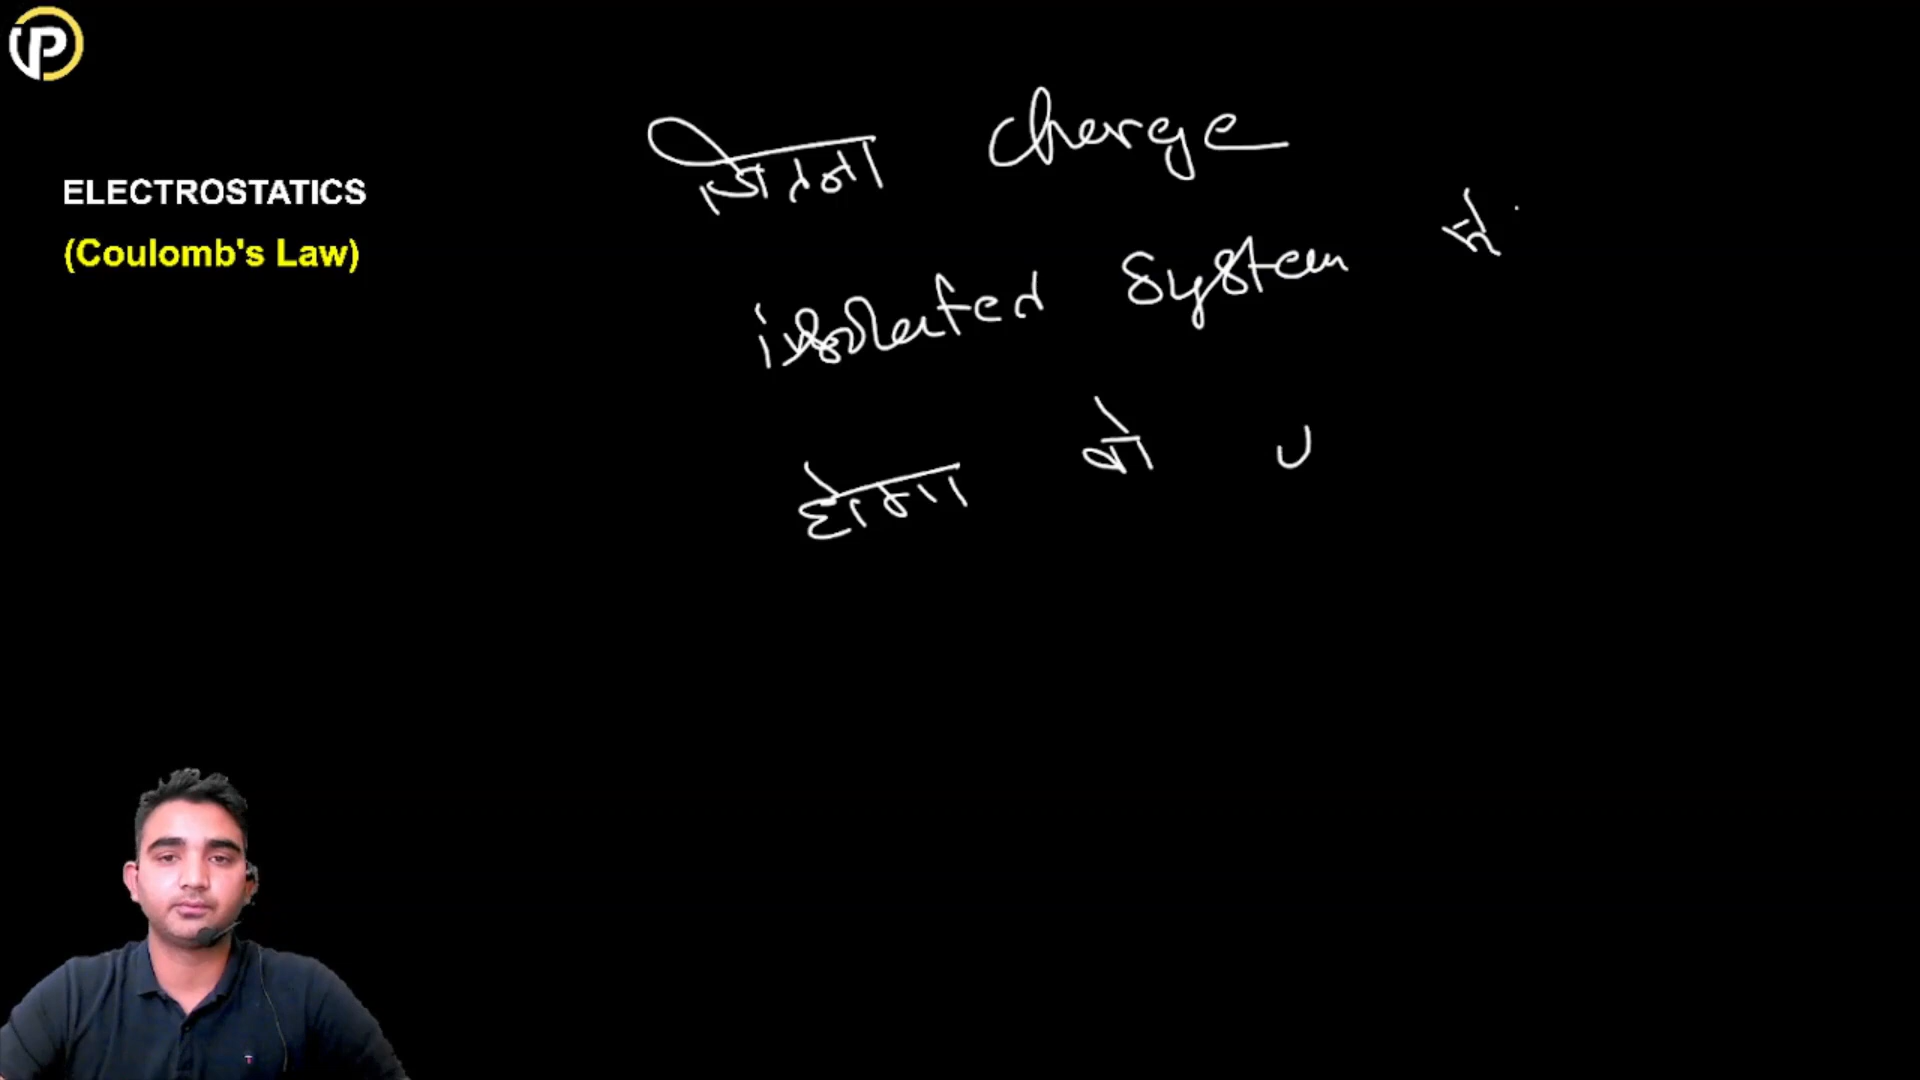 ELECTROSTATICS
(Coulomb's Law)
जितना charge
isolated system में
होगा वो